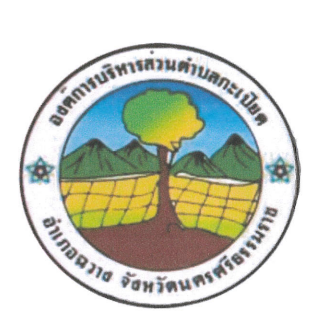 องค์การบริหารส่วนตำบลกะเปียด
อำเภอฉวาง จังหวัดนครศรีธรรมราช